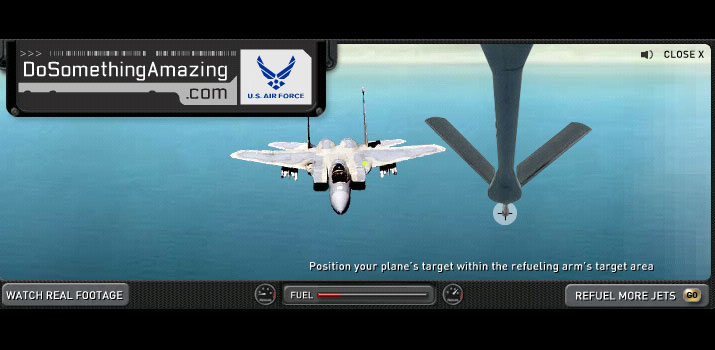 >>>
DoSomethingAmazing
.com
U.S. AIR FORCE
CLOSE X
Position your plane's target within the refueling arm's target area
WATCH REAL FOOTAGE
FUEL
REFUEL MORE JETS GO